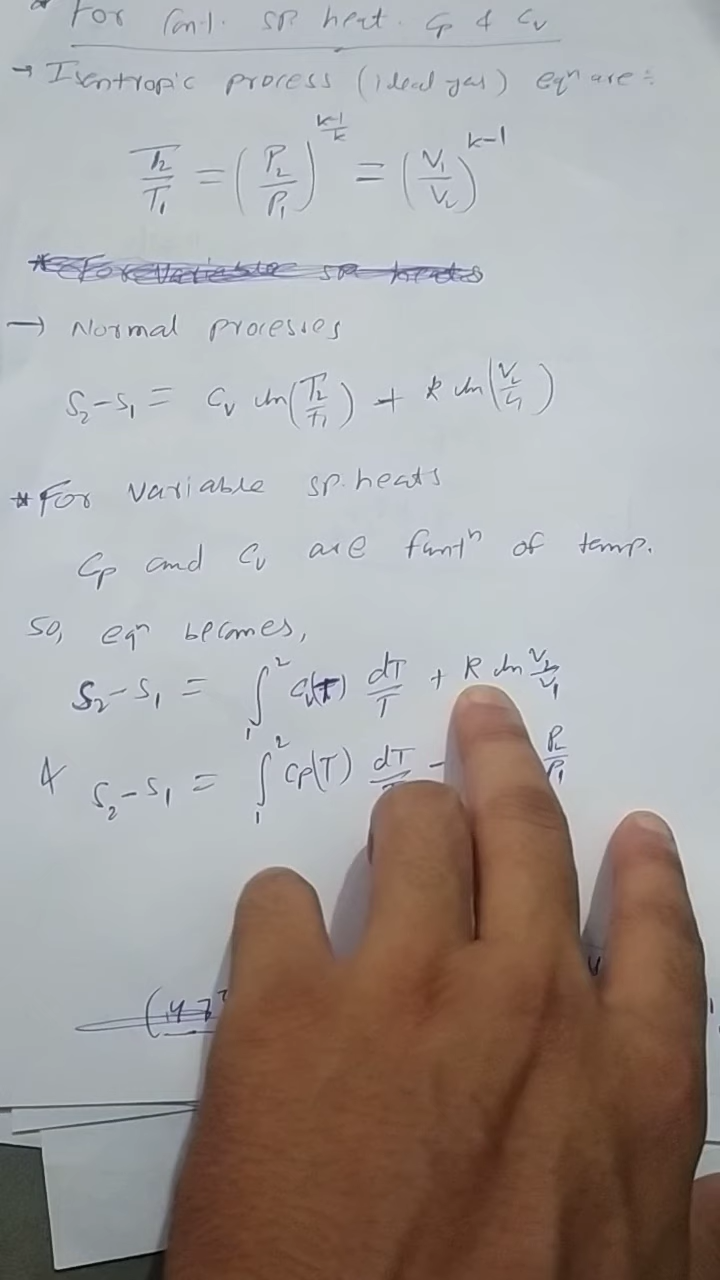 * For Const. sp heat. Cp & Cv
→ Isentropic process (ideal gas) eqⁿ are :-
T₂/T₁ = (P₂/P₁)^((k-1)/k) = (V₁/V₂)^(k-1)
→ Normal processes
S₂-S₁ = Cv ln(T₂/T₁) + R ln(V₂/V₁)
* For variable sp. heats
Cp and Cv are funtⁿ of temp.
So, eqⁿ becomes,
S₂-S₁ = ∫₁² Cv(T) dT/T + R ln V₂/V₁
& S₂-S₁ = ∫₁² Cp(T) dT/ - P₂/P₁